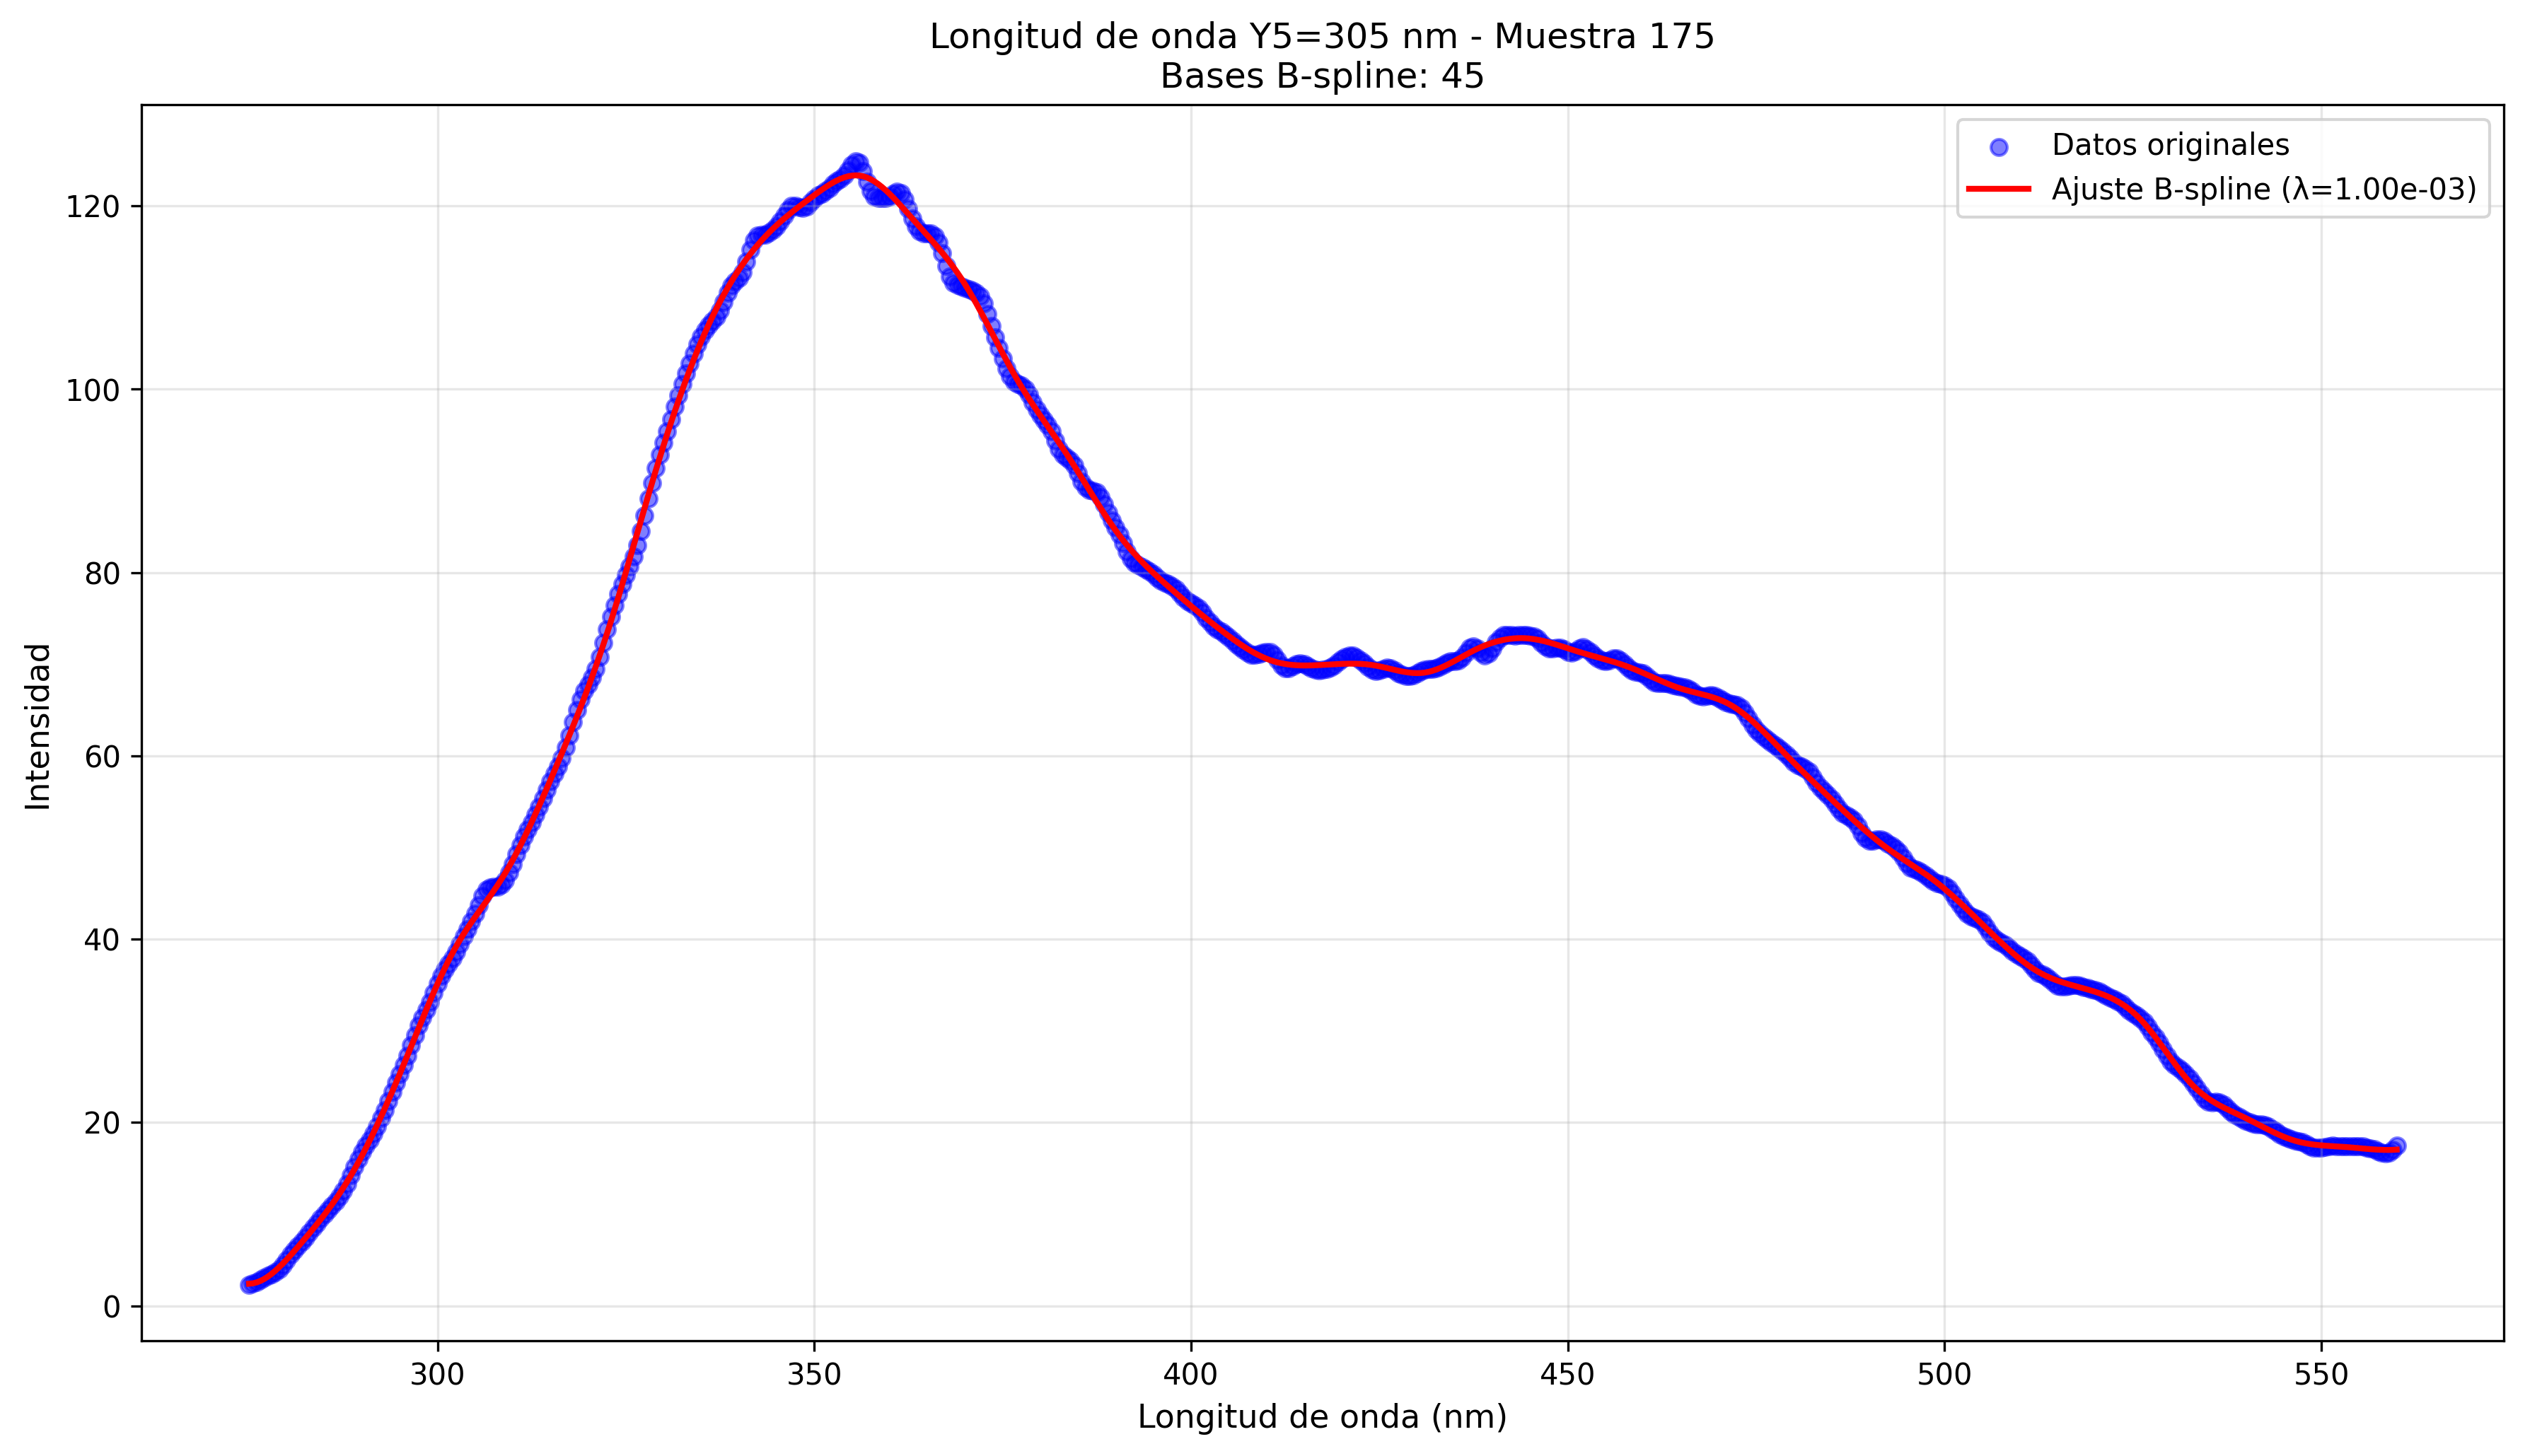 Longitud de onda Y5=305 nm - Muestra 175
Bases B-spline: 45
Datos originales
Ajuste B-spline (λ=1.00e-03)
Intensidad
120
100
80
60
40
20
0
300 350 400 450 500 550
Longitud de onda (nm)